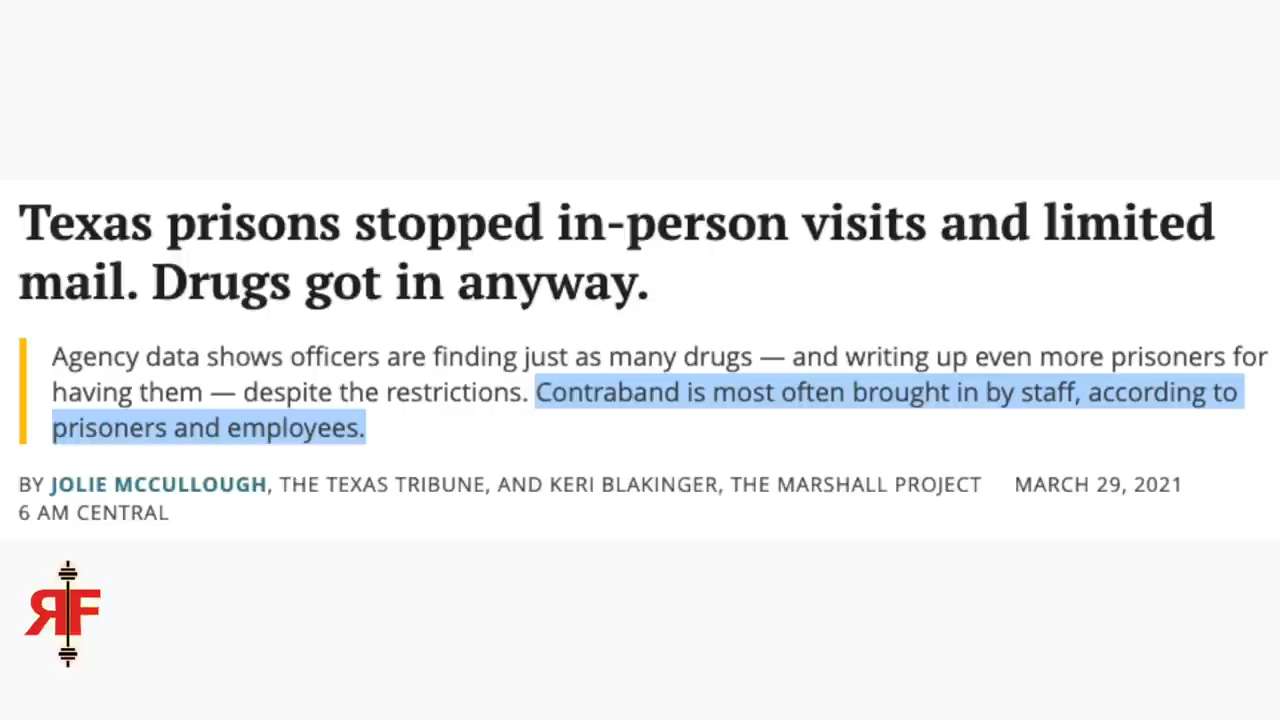 Texas prisons stopped in-person visits and limited
mail. Drugs got in anyway.
Agency data shows officers are finding just as many drugs — and writing up even more prisoners for
having them — despite the restrictions. Contraband is most often brought in by staff, according to
prisoners and employees.
BY JOLIE MCCULLOUGH, THE TEXAS TRIBUNE, AND KERI BLAKINGER, THE MARSHALL PROJECT MARCH 29, 2021
6 AM CENTRAL
RF